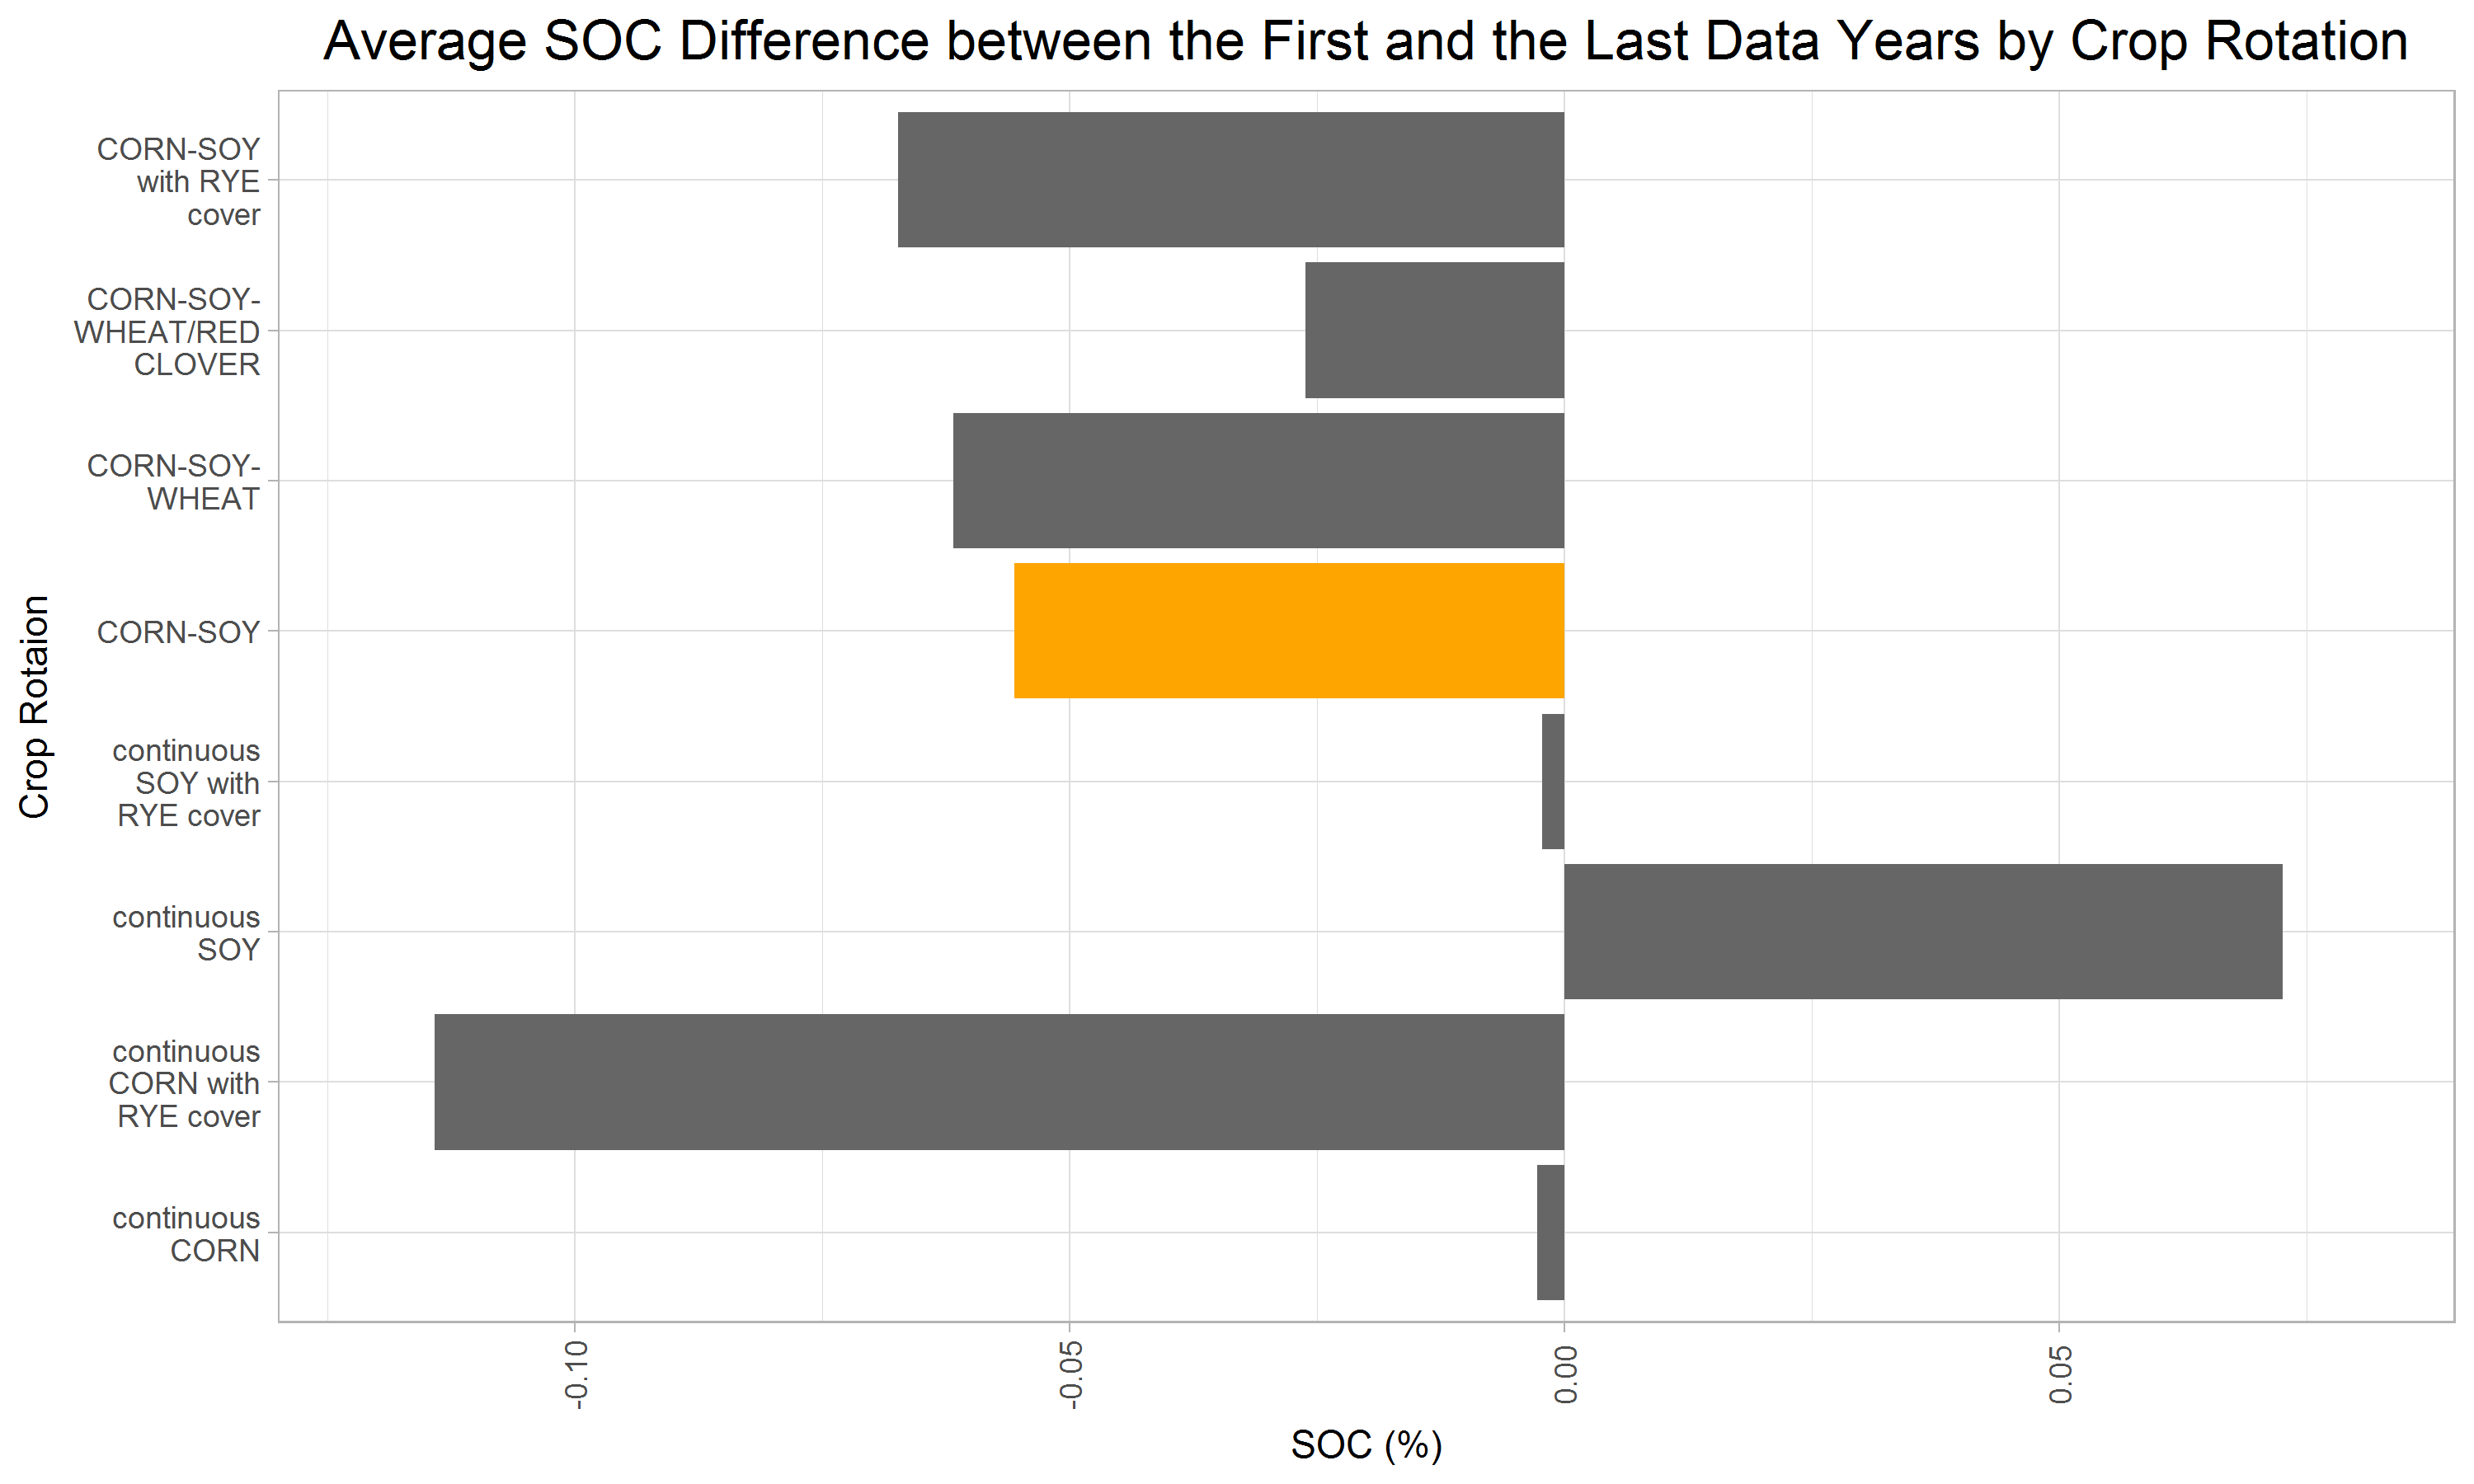 Average SOC Difference between the First and the Last Data Years by Crop Rotation
CORN-SOY
with RYE
cover
CORN-SOY-
WHEAT/RED
CLOVER
CORN-SOY-
WHEAT
CORN-SOY
continuous
SOY with
RYE cover
continuous
SOY
continuous
CORN with
RYE cover
continuous
CORN
Crop Rotaion
-0.10
-0.05
0.00
0.05
SOC (%)